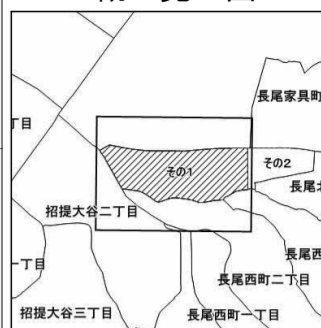 長尾家具町
丁目
その1
その2
長尾北
招提大谷二丁目
長尾西
一丁目
長尾西町二丁目
招提大谷三丁目
長尾西町一丁目